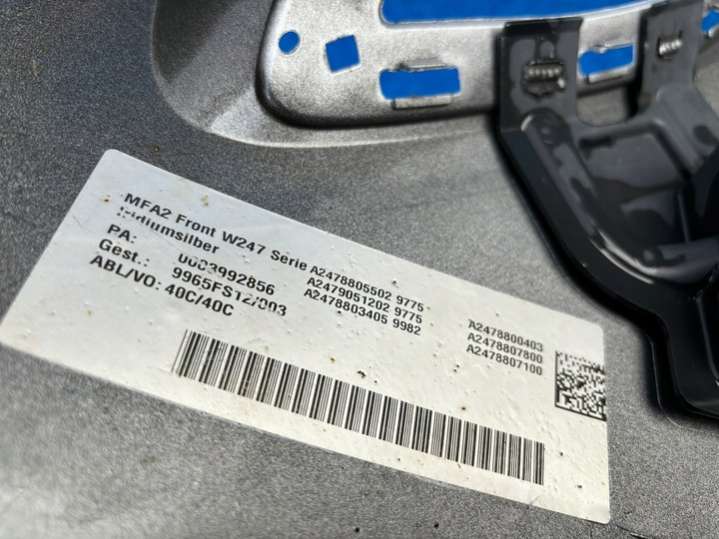 MFA2 Front W247 Serie
Iridiumsilber
PA: 0003992856
Gest.: 9965FS12/003
ABL/VO: 40C/40C
A2478805502 9775
A2479051202 9775
A2478803405 9982
A2478800403
A2478807800
A2478807100